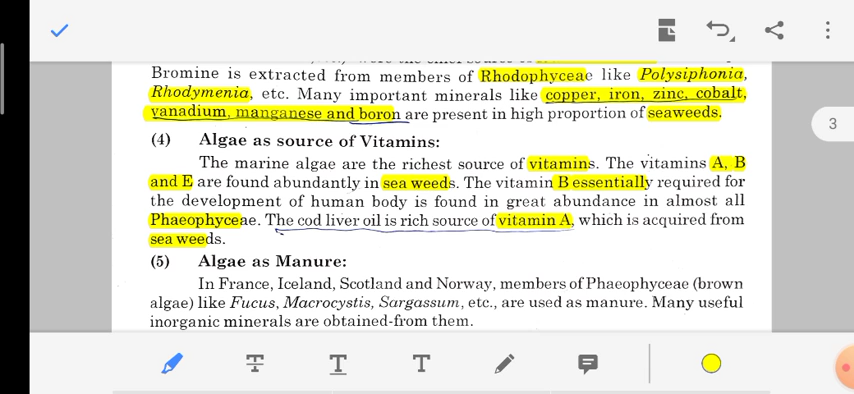 Bromine is extracted from members of Rhodophyceae like Polysiphonia,
Rhodymenia, etc. Many important minerals like copper, iron, zinc, cobalt,
vanadium, manganese and boron are present in high proportion of seaweeds.
(4) Algae as source of Vitamins:
The marine algae are the richest source of vitamins. The vitamins A, B
and E are found abundantly in sea weeds. The vitamin B essentially required for
the development of human body is found in great abundance in almost all
Phaeophyceae. The cod liver oil is rich source of vitamin A, which is acquired from
sea weeds.
(5) Algae as Manure:
In France, Iceland, Scotland and Norway, members of Phaeophyceae (brown
algae) like Fucus, Macrocystis, Sargassum, etc., are used as manure. Many useful
inorganic minerals are obtained-from them.
3
T T T